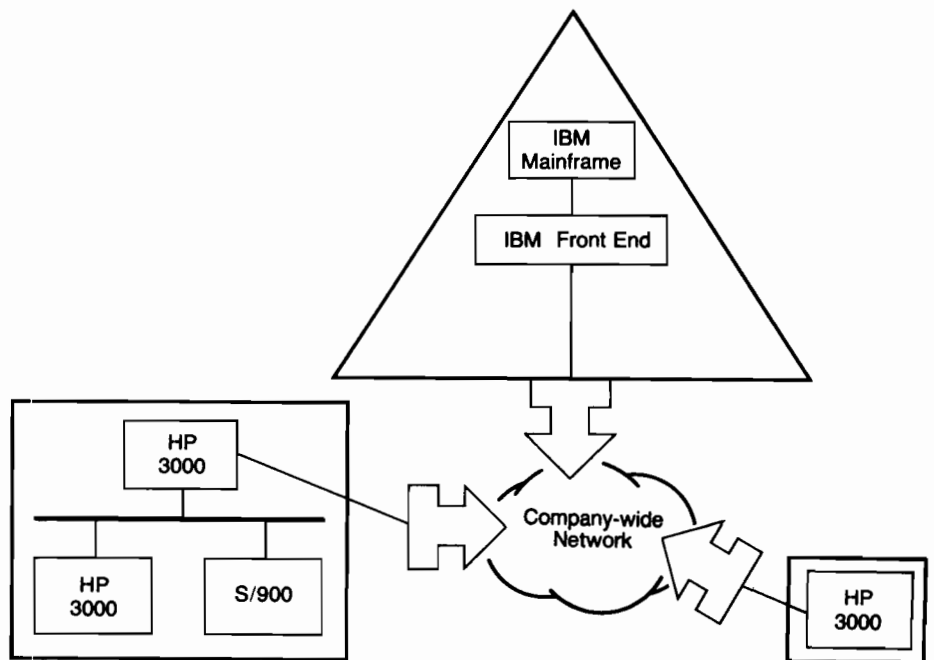 IBM
Mainframe
IBM Front End
HP
3000
HP
3000
S/900
Company-wide
Network
HP
3000